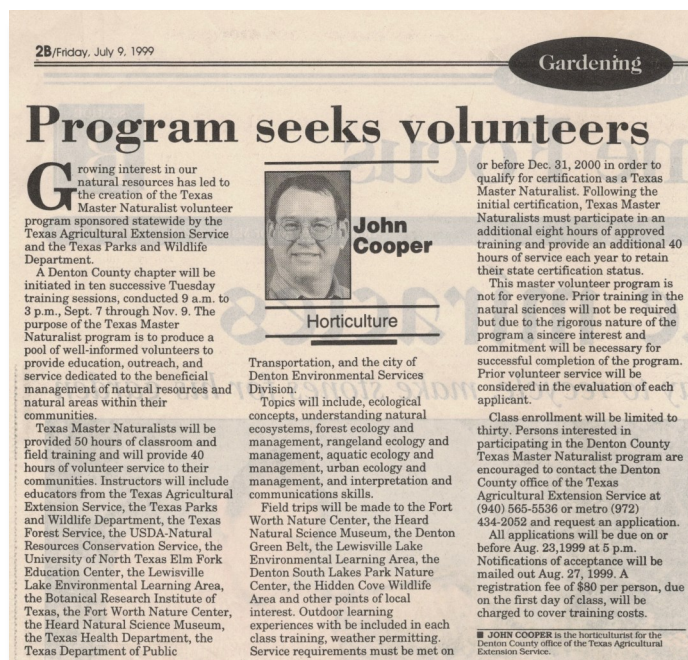 2B/Friday, July 9, 1999
Gardening
Program seeks volunteers
Growing interest in our
natural resources has led to
the creation of the Texas
Master Naturalist volunteer
program sponsored statewide by the
Texas Agricultural Extension Service
and the Texas Parks and Wildlife
Department.
A Denton County chapter will be
initiated in ten successive Tuesday
training sessions, conducted 9 a.m. to
3 p.m., Sept. 7 through Nov. 9. The
purpose of the Texas Master
Naturalist program is to produce a
pool of well-informed volunteers to
provide education, outreach, and
service dedicated to the beneficial
management of natural resources and
natural areas within their
communities.
Texas Master Naturalists will be
provided 50 hours of classroom and
field training and will provide 40
hours of volunteer service to their
communities. Instructors will include
educators from the Texas Agricultural
Extension Service, the Texas Parks
and Wildlife Department, the Texas
Forest Service, the USDA-Natural
Resources Conservation Service, the
University of North Texas Elm Fork
Education Center, the Lewisville
Lake Environmental Learning Area,
the Botanical Research Institute of
Texas, the Fort Worth Nature Center,
the Heard Natural Science Museum,
the Texas Health Department, the
Texas Department of Public
John
Cooper
Horticulture
Transportation, and the city of
Denton Environmental Services
Division.
Topics will include, ecological
concepts, understanding natural
ecosystems, forest ecology and
management, rangeland ecology and
management, aquatic ecology and
management, urban ecology and
management, and interpretation and
communications skills.
Field trips will be made to the Fort
Worth Nature Center, the Heard
Natural Science Museum, the Denton
Green Belt, the Lewisville Lake
Environmental Learning Area, the
Denton South Lakes Park Nature
Center, the Hidden Cove Wildlife
Area and other points of local
interest. Outdoor learning
experiences with be included in each
class training, weather permitting.
Service requirements must be met on
or before Dec. 31, 2000 in order to
qualify for certification as a Texas
Master Naturalist. Following the
initial certification, Texas Master
Naturalists must participate in an
additional eight hours of approved
training and provide an additional 40
hours of service each year to retain
their state certification status.
This master volunteer program is
not for everyone. Prior training in the
natural sciences will not be required
but due to the rigorous nature of the
program a sincere interest and
commitment will be necessary for
successful completion of the program.
Prior volunteer service will be
considered in the evaluation of each
applicant.
Class enrollment will be limited to
thirty. Persons interested in
participating in the Denton County
Texas Master Naturalist program are
encouraged to contact the Denton
County office of the Texas
Agricultural Extension Service at
(940) 565-5536 or metro (972)
434-2052 and request an application.
All applications will be due on or
before Aug. 23,1999 at 5 p.m.
Notifications of acceptance will be
mailed out Aug. 27, 1999. A
registration fee of $80 per person, due
on the first day of class, will be
charged to cover training costs.
■ JOHN COOPER is the horticulturist for the
Denton County office of the Texas Agricultural
Extension Service.